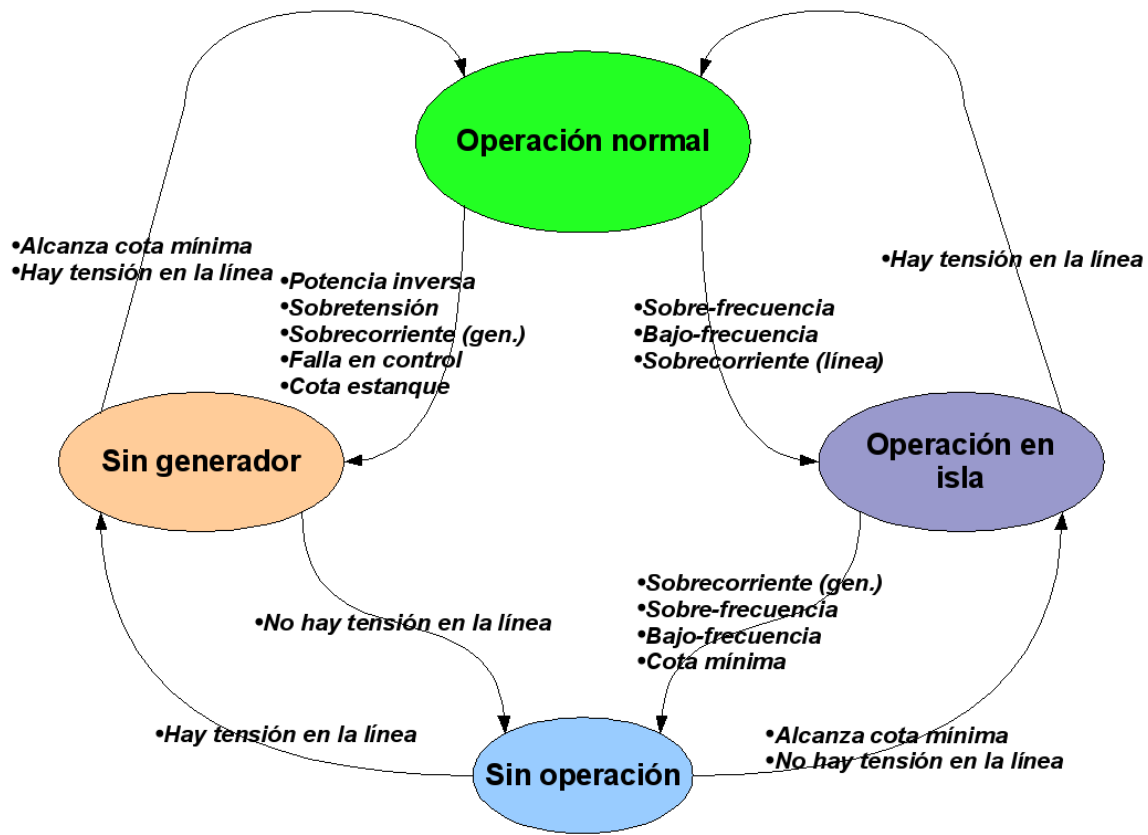 Operación normal
•Alcanza cota mínima
•Hay tensión en la línea
•Potencia inversa
•Sobretensión
•Sobrecorriente (gen.)
•Falla en control
•Cota estanque
•Sobre-frecuencia
•Bajo-frecuencia
•Sobrecorriente (línea)
•Hay tensión en la línea
Sin generador
Operación en
isla
•No hay tensión en la línea
•Sobrecorriente (gen.)
•Sobre-frecuencia
•Bajo-frecuencia
•Cota mínima
•Hay tensión en la línea
Sin operación
•Alcanza cota mínima
•No hay tensión en la línea